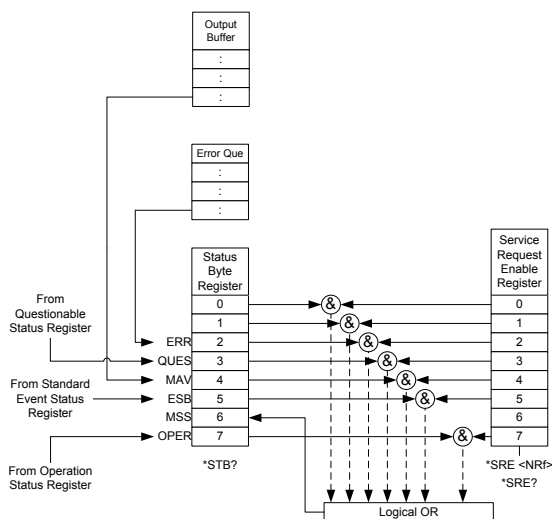 Output
Buffer
:
:
:
Error Que
:
:
:
Status
Byte
Register
0
1
2
3
4
5
6
7
Service
Request
Enable
Register
0
1
2
3
4
5
6
7
& 
&
&
&
&
&
&
From
Questionable
Status Register
From Standard
Event Status
Register
From Operation
Status Register
ERR
QUES
MAV
ESB
MSS
OPER
*STB?
*SRE <NRf>
*SRE?
Logical OR